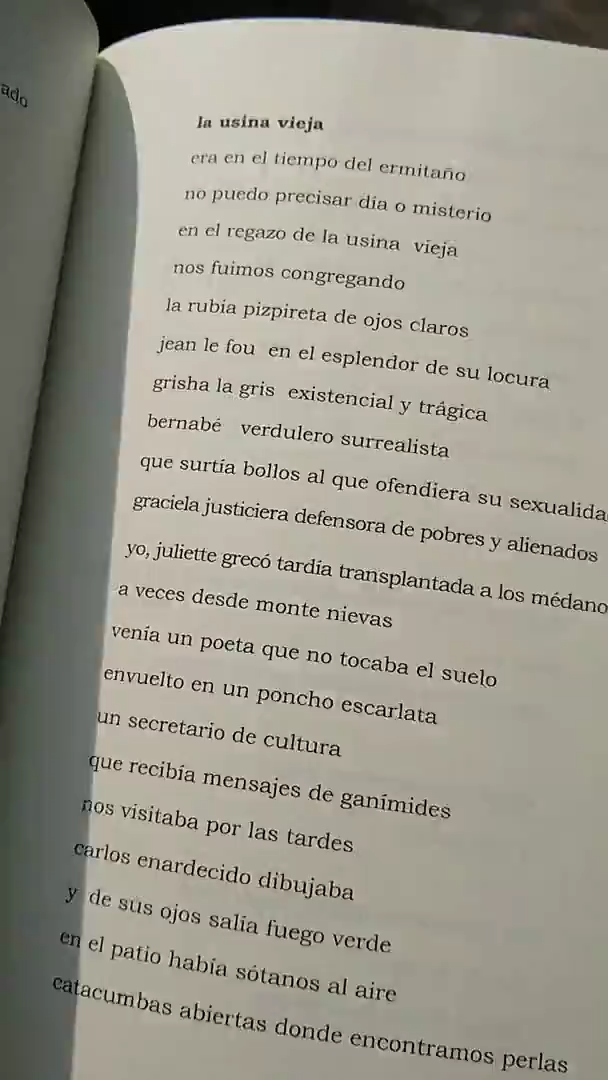 ado
la usina vieja
era en el tiempo del ermitaño
no puedo precisar día o misterio
en el regazo de la usina vieja
nos fuimos congregando
la rubia pizpireta de ojos claros
jean le fou en el esplendor de su locura
grisha la gris existencial y trágica
bernabé verdulero surrealista
que surtía bollos al que ofendiera su sexualida
graciela justiciera defensora de pobres y alienados
yo, juliette grecó tardía transplantada a los médano
a veces desde monte nievas
venía un poeta que no tocaba el suelo
envuelto en un poncho escarlata
un secretario de cultura
que recibía mensajes de ganímides
nos visitaba por las tardes
carlos enardecido dibujaba
y de sus ojos salía fuego verde
en el patio había sótanos al aire
catacumbas abiertas donde encontramos perlas